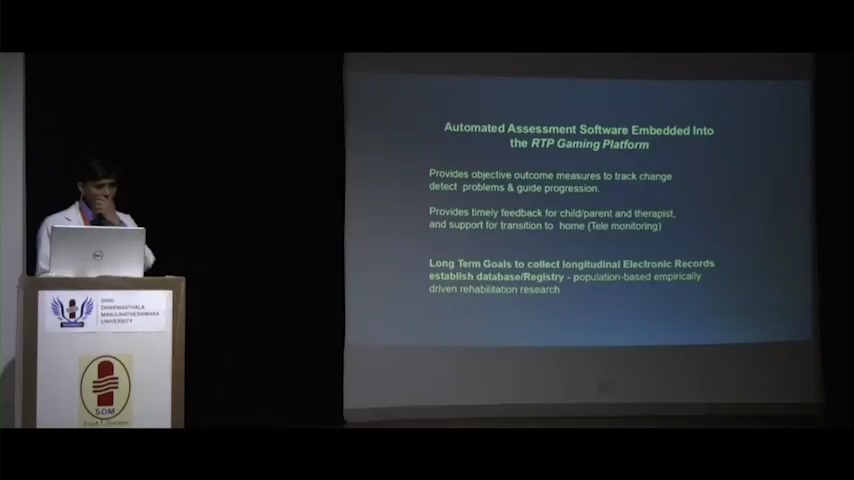 Automated Assessment Software Embedded Into
the RTP Gaming Platform
Provides objective outcome measures to track change
detect problems & guide progression.
Provides timely feedback for child/parent and therapist,
and support for transition to home (Tele monitoring)
Long Term Goals to collect longitudinal Electronic Records
establish database/Registry - population-based empirically
driven rehabilitation research
DELL
SHRI
DHARMASTHALA
MANJUNATHESHWARA
UNIVERSITY
SDM